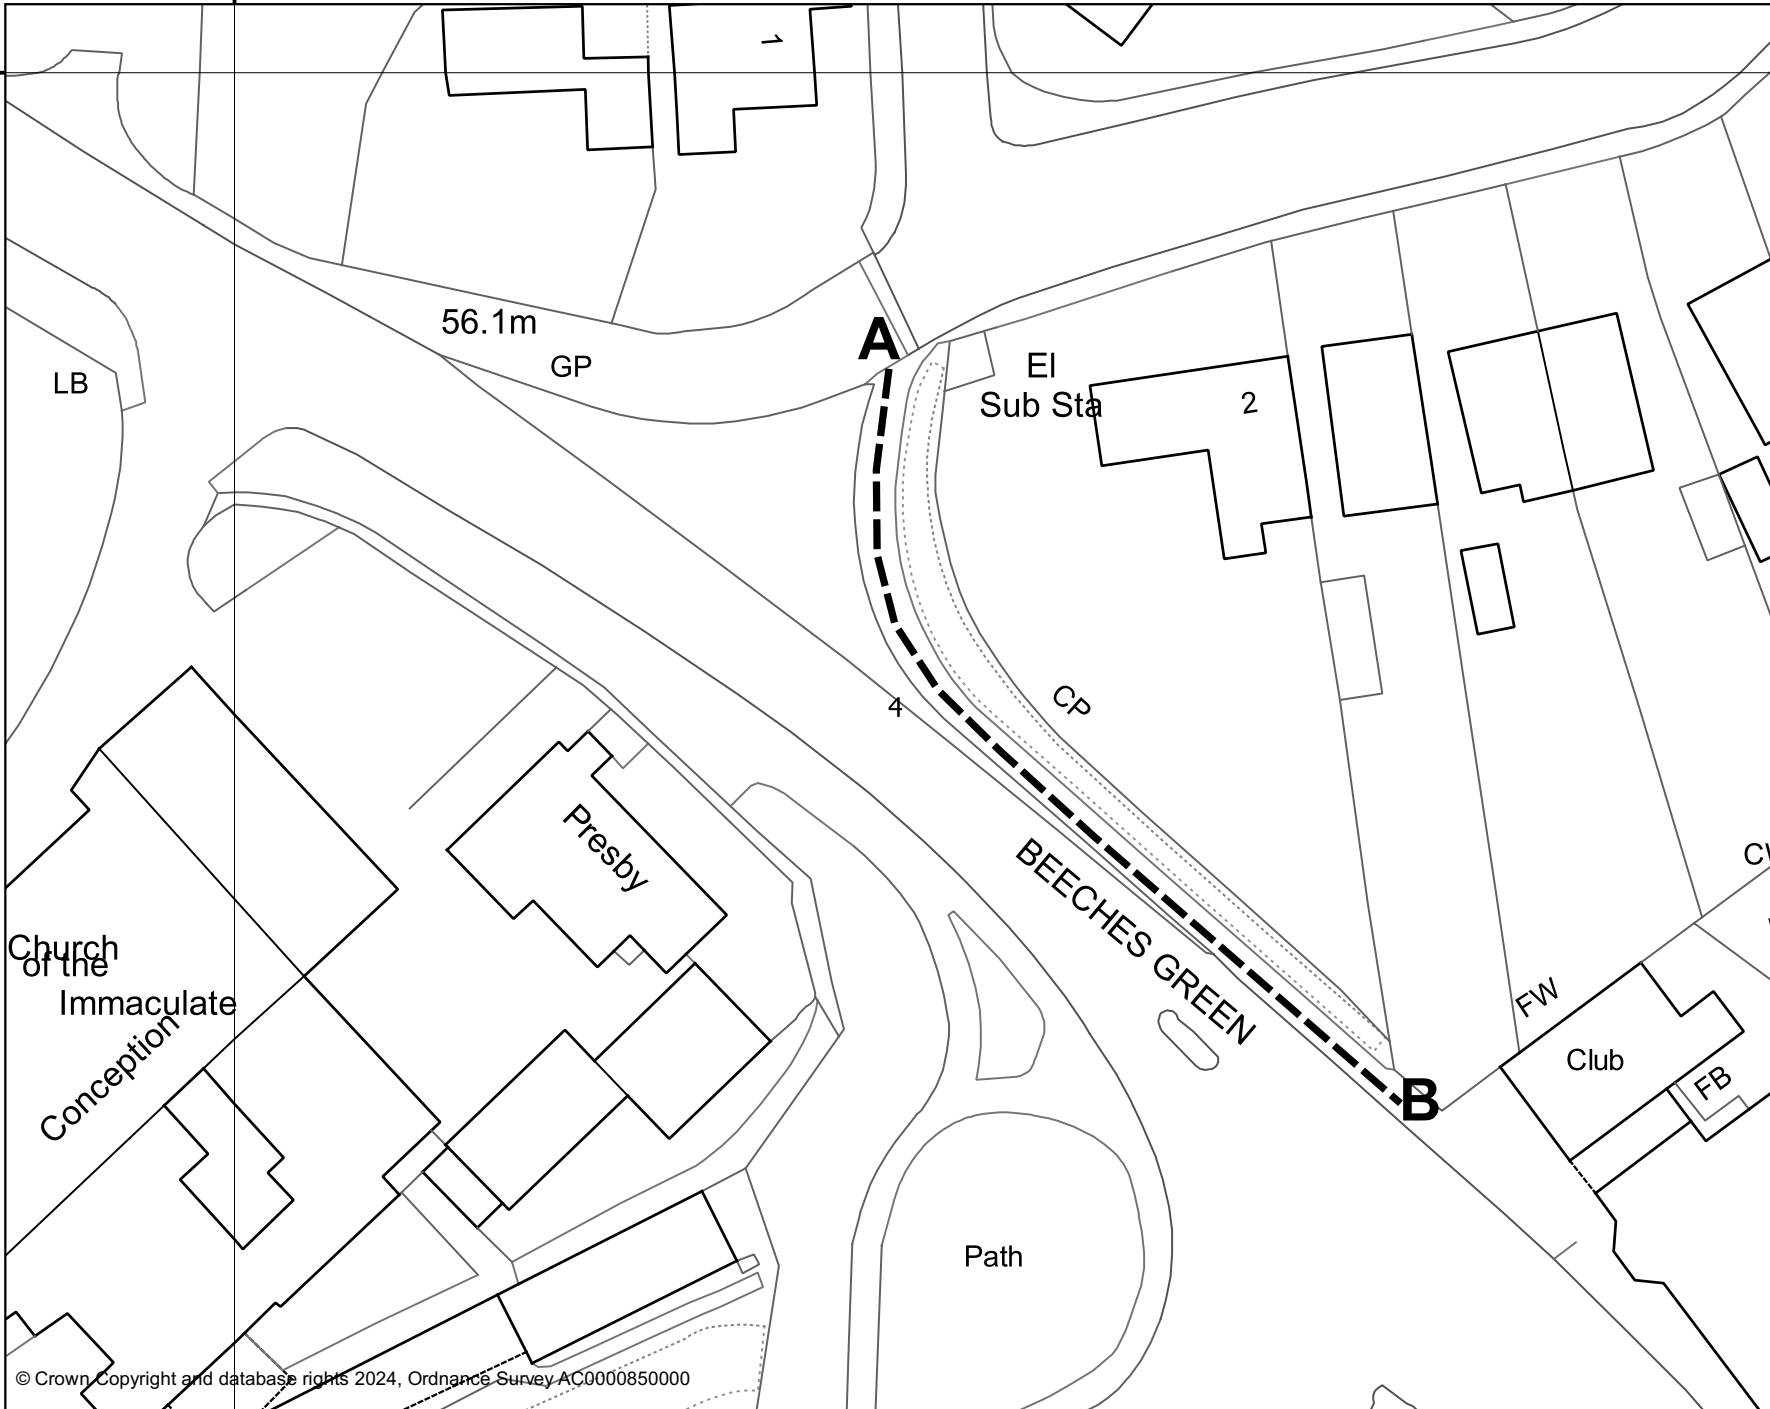 1
56.1m
GP
LB
A
El
Sub Sta
2
CP
4
Presby
BEECHES GREEN
Church
of the
Immaculate
Conception
FW
Club
FB
B
Path
© Crown Copyright and database rights 2024, Ordnance Survey AC0000850000